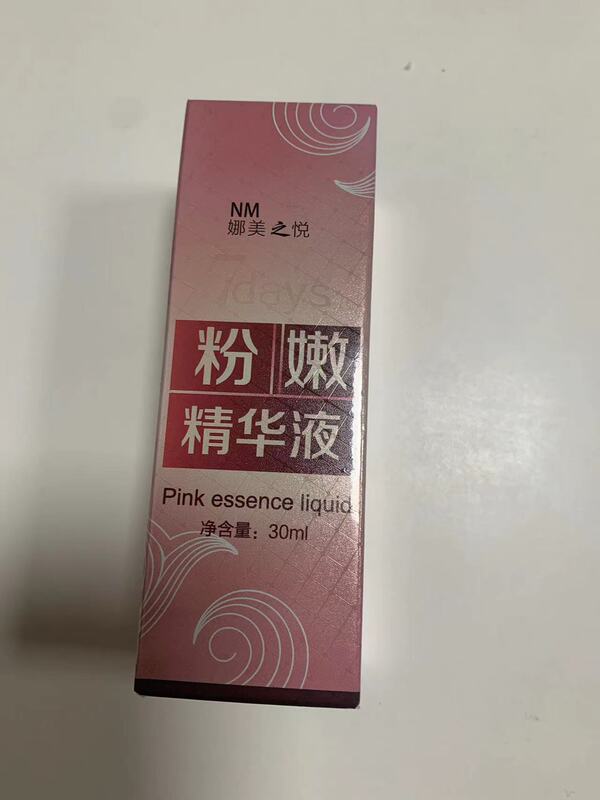 NM
娜美之悦
7days
粉嫩
精华液
Pink essence liquid
净含量：30ml